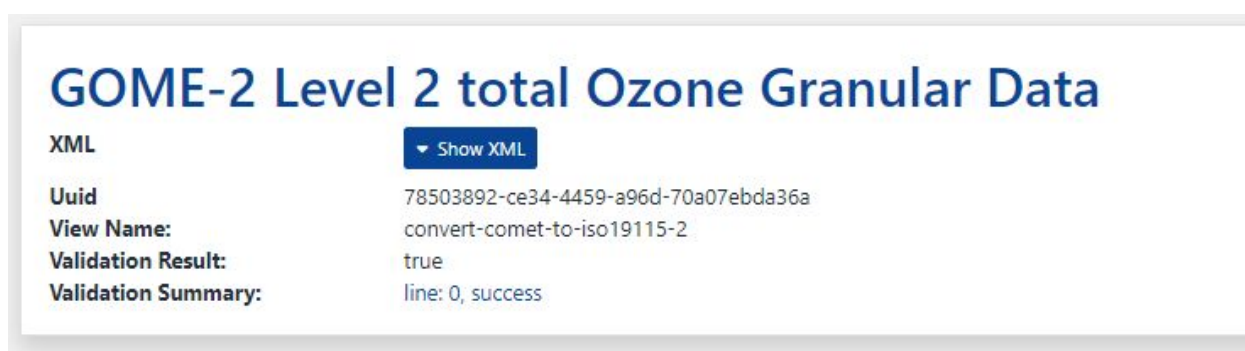 GOME-2 Level 2 total Ozone Granular Data
XML Show XML
Uuid 78503892-ce34-4459-a96d-70a07ebda36a
View Name: convert-comet-to-iso19115-2
Validation Result: true
Validation Summary: line: 0, success